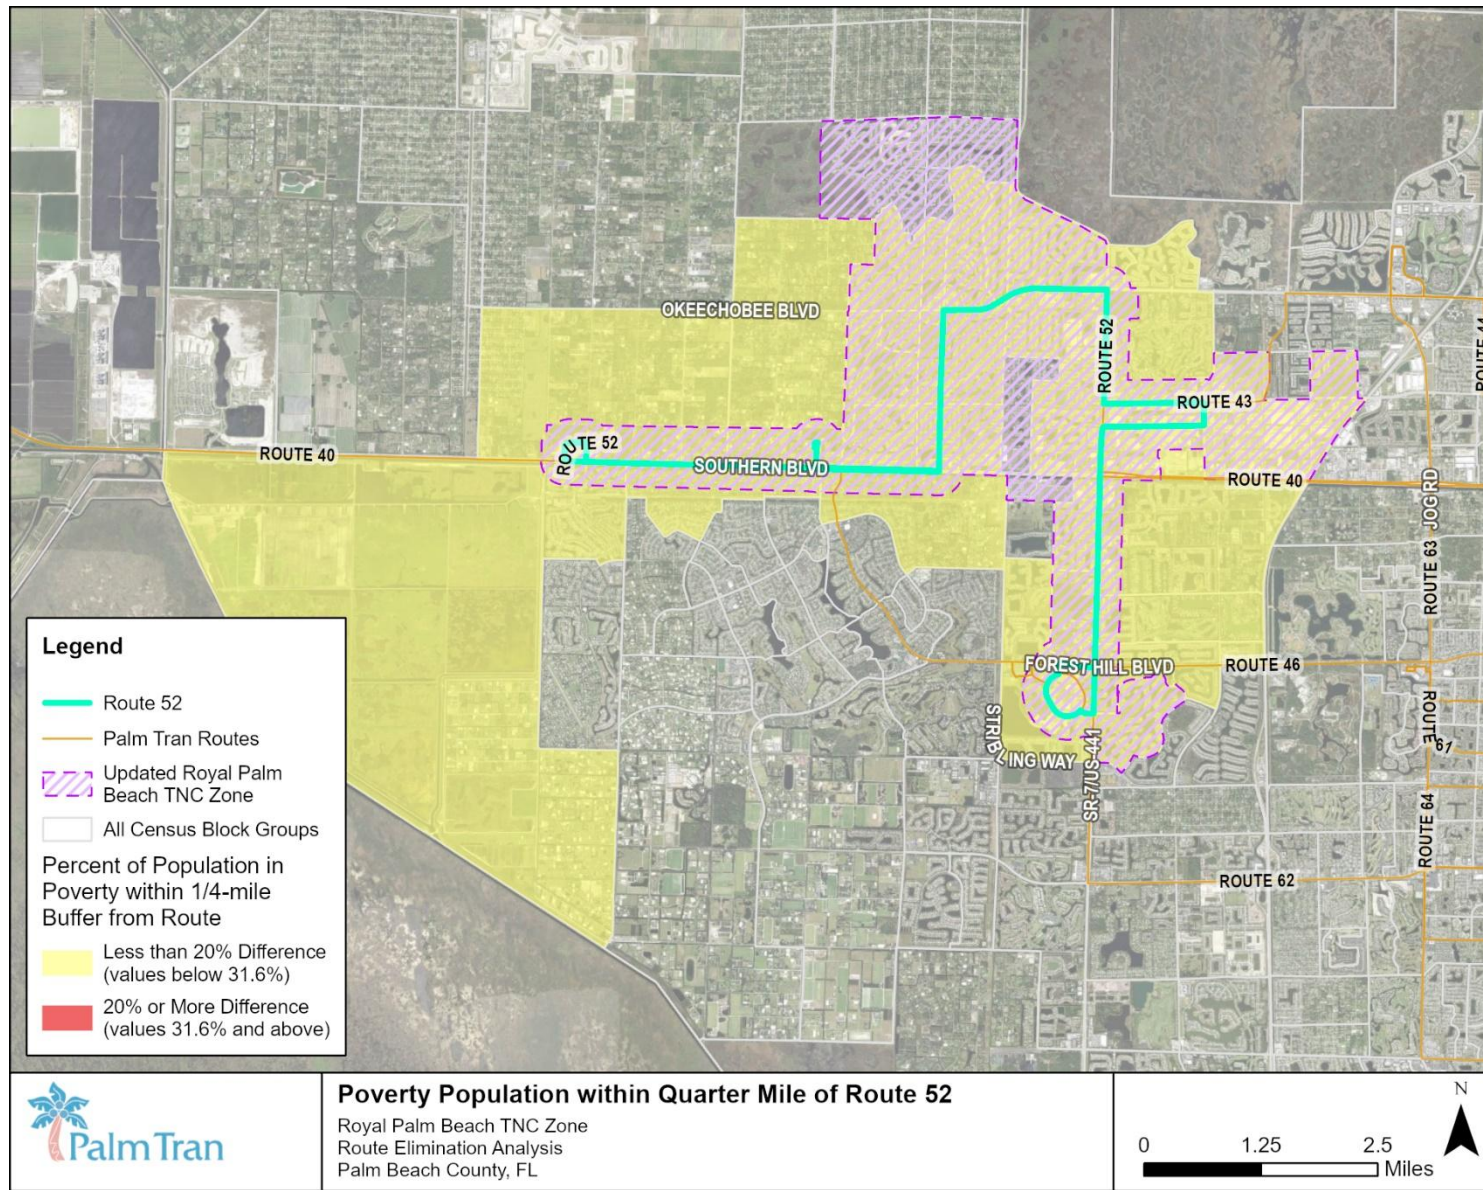 OKEECHOBEE BLVD
ROUTE 52
ROUTE 43
ROUTE 44
ROUTE 40
ROUTE 52
SOUTHERN BLVD
ROUTE 40
JOG RD
ROUTE 63
FOREST HILL BLVD
ROUTE 46
STRIBLING WAY
SR-7/US-441
ROUTE 61
ROUTE 64
ROUTE 62
Legend
Route 52
Palm Tran Routes
Updated Royal Palm
Beach TNC Zone
All Census Block Groups
Percent of Population in
Poverty within 1/4-mile
Buffer from Route
Less than 20% Difference
(values below 31.6%)
20% or More Difference
(values 31.6% and above)
Palm Tran
Poverty Population within Quarter Mile of Route 52
Royal Palm Beach TNC Zone
Route Elimination Analysis
Palm Beach County, FL
N
0 1.25 2.5
Miles